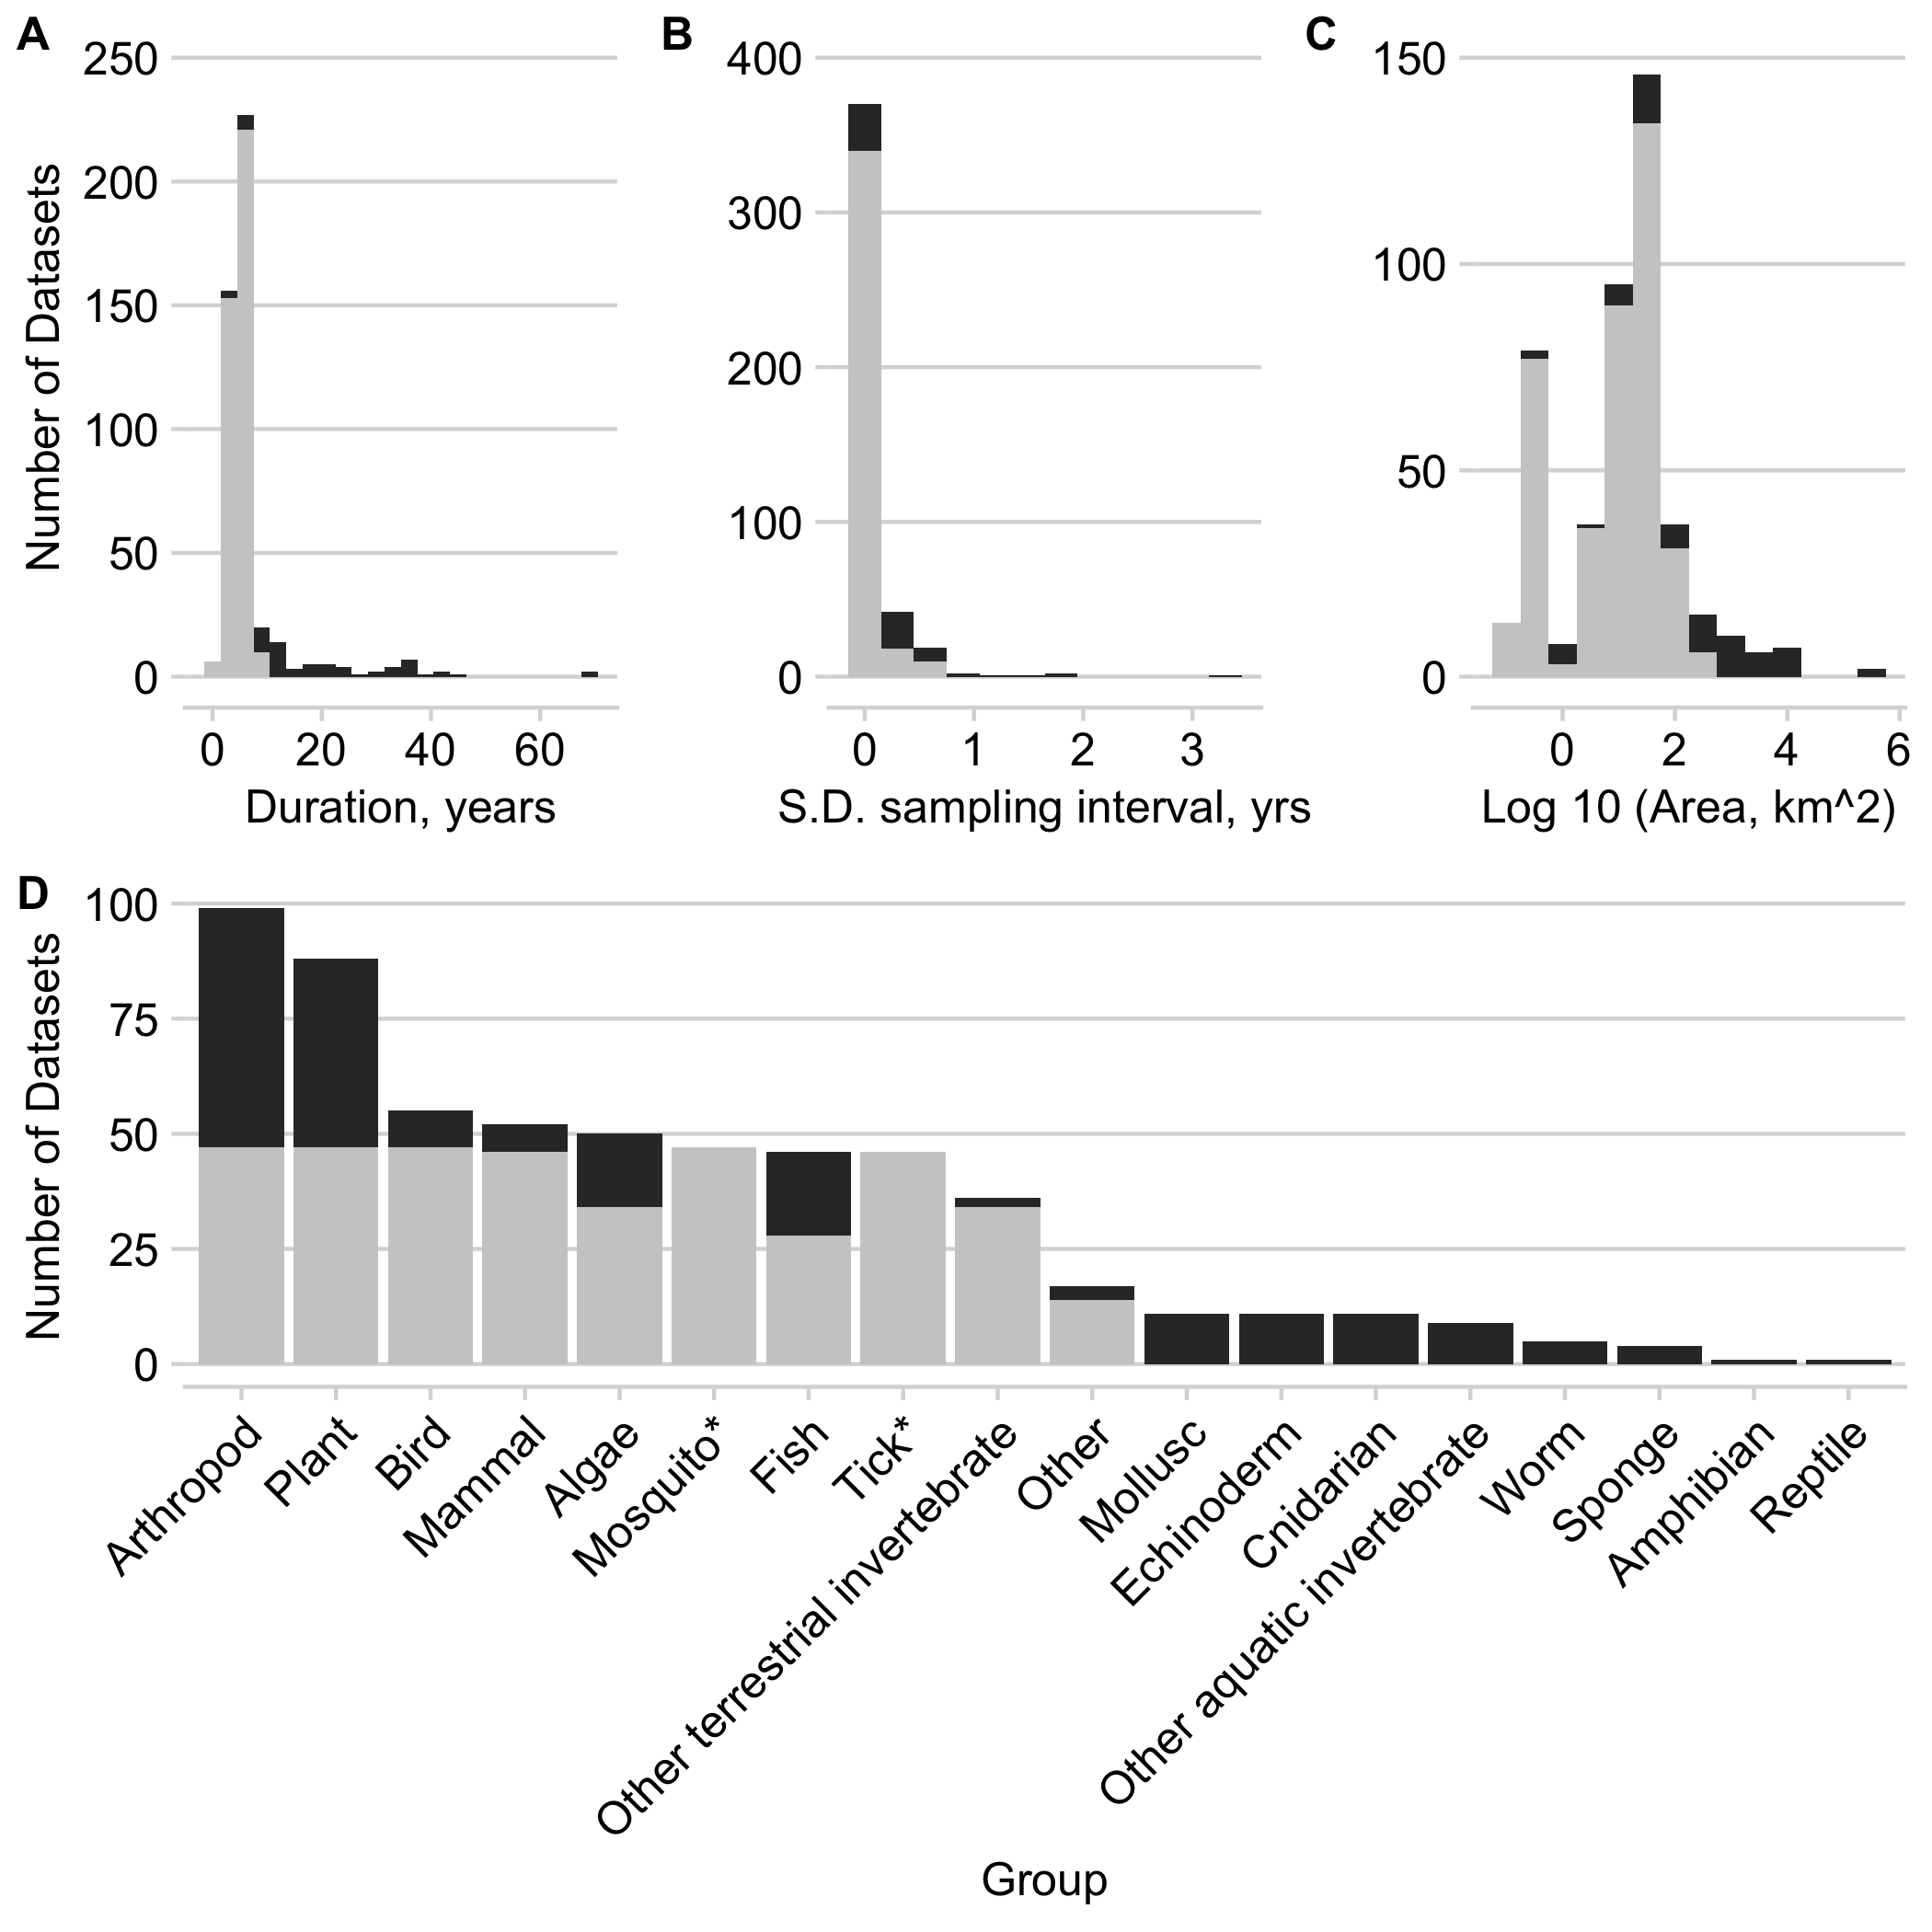 A
B
C
250
200
150
100
50
0
Number of Datasets
0
20
40
60
Duration, years
400
300
200
100
0
0
1
2
3
S.D. sampling interval, yrs
150
100
50
0
0
2
4
6
Log 10 (Area, km^2)
D
100
75
50
25
0
Number of Datasets
Arthropod
Plant
Bird
Mammal
Algae
Mosquito*
Fish
Tick*
Other terrestrial invertebrate
Other
Mollusc
Echinoderm
Cnidarian
Other aquatic invertebrate
Worm
Sponge
Amphibian
Reptile
Group